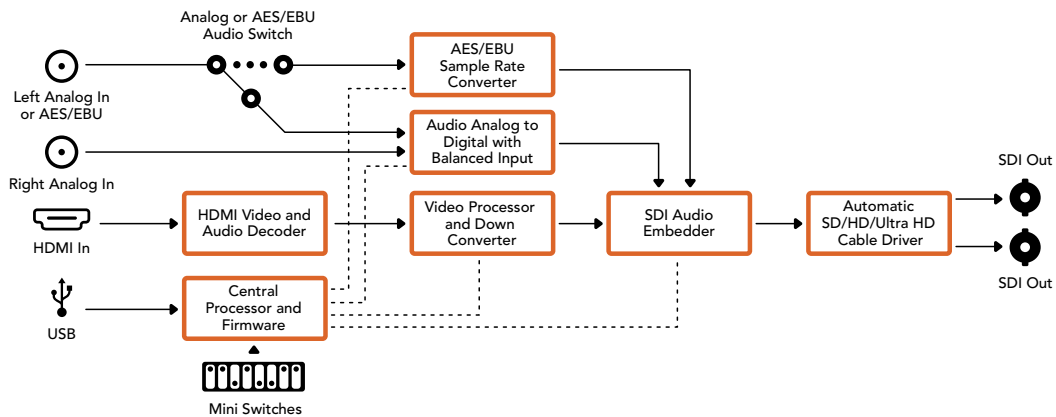 Analog or AES/EBU
Audio Switch
Left Analog In
or AES/EBU
AES/EBU
Sample Rate
Converter
Right Analog In
Audio Analog to
Digital with
Balanced Input
HDMI In
HDMI Video and
Audio Decoder
Video Processor
and Down
Converter
SDI Audio
Embedder
Automatic
SD/HD/Ultra HD
Cable Driver
SDI Out
SDI Out
USB
Central
Processor and
Firmware
Mini Switches